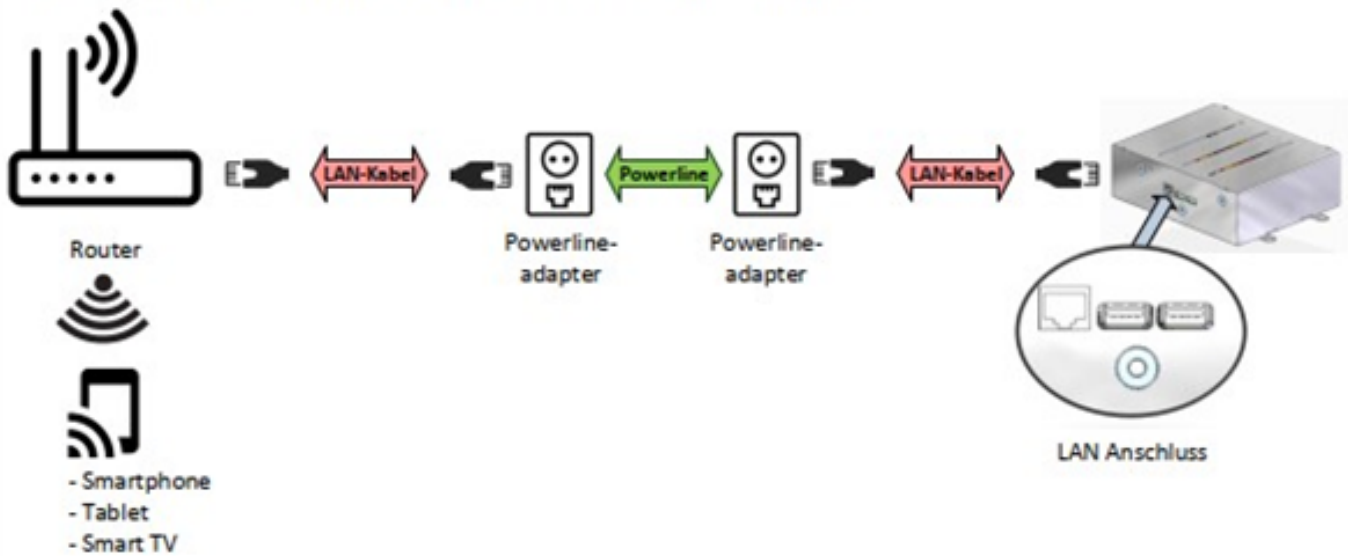 LAN-Kabel
Powerline
LAN-Kabel
Router
Powerline-
adapter
Powerline-
adapter
- Smartphone
- Tablet
- Smart TV
LAN Anschluss